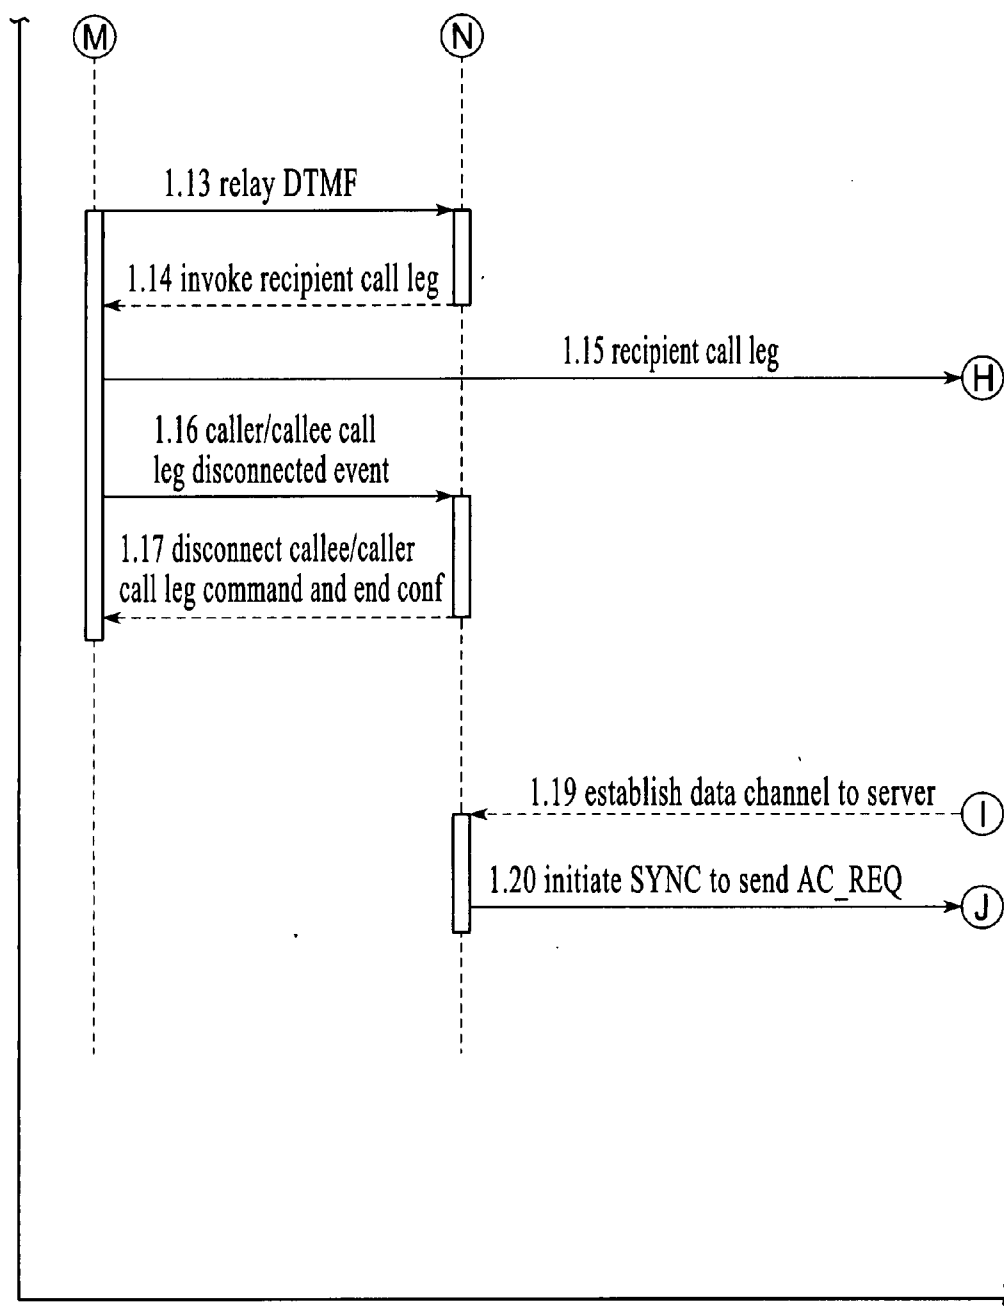 M
N
1.13 relay DTMF
1.14 invoke recipient call leg
1.15 recipient call leg
H
1.16 caller/callee call
leg disconnected event
1.17 disconnect callee/caller
call leg command and end conf
1.19 establish data channel to server
I
1.20 initiate SYNC to send AC_REQ
J